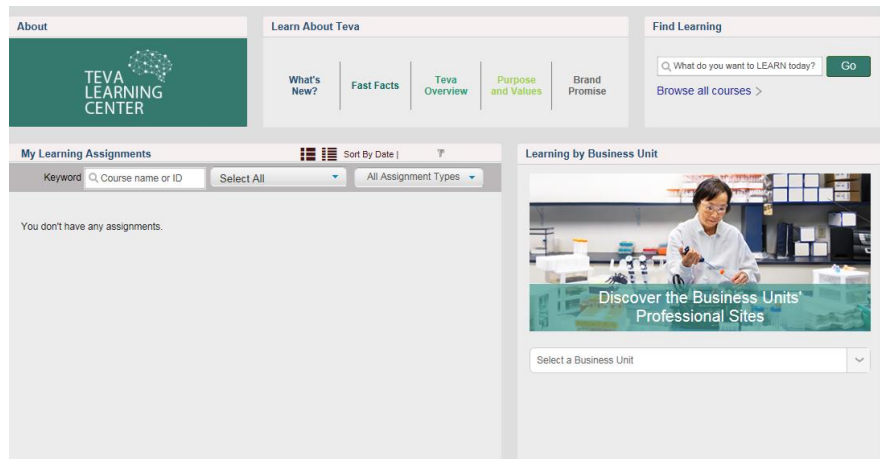 About
TEVA
LEARNING
CENTER
Learn About Teva
What's
New?
Fast Facts
Teva
Overview
Purpose
and Values
Brand
Promise
Find Learning
What do you want to LEARN today?
Go
Browse all courses >
My Learning Assignments
Sort By Date |
Keyword
Course name or ID
Select All
All Assignment Types
You don't have any assignments.
Learning by Business Unit
Discover the Business Units'
Professional Sites
Select a Business Unit